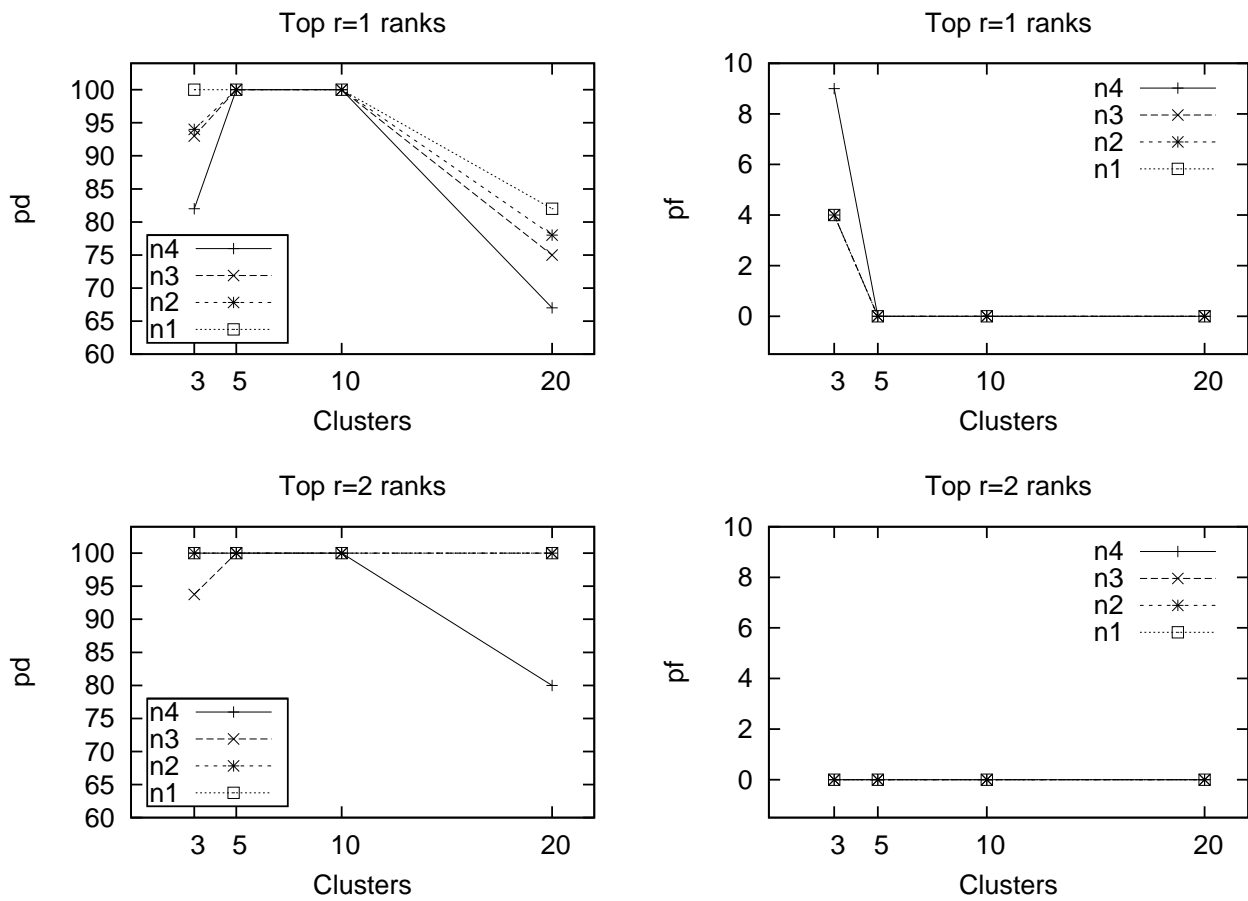 Top r=1 ranks
100
95
90
85
80
75
70
65
60
pd
n4
n3
n2
n1
3 5 10 20
Clusters
Top r=1 ranks
10
8
6
4
2
0
pf
n4
n3
n2
n1
3 5 10 20
Clusters
Top r=2 ranks
100
95
90
85
80
75
70
65
60
pd
n4
n3
n2
n1
3 5 10 20
Clusters
Top r=2 ranks
10
8
6
4
2
0
pf
n4
n3
n2
n1
3 5 10 20
Clusters